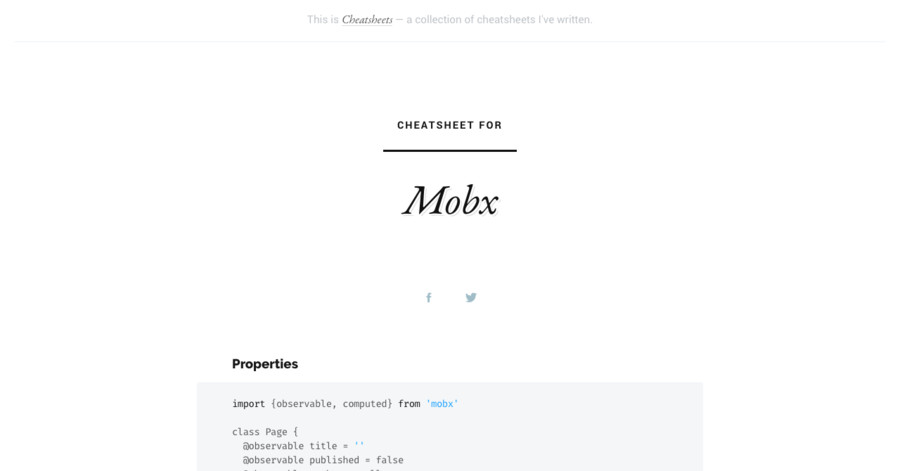 This is Cheatsheets — a collection of cheatsheets I've written.
CHEATSHEET FOR
Mobx
Properties
import {observable, computed} from 'mobx'
class Page {
@observable title = ''
@observable published = false